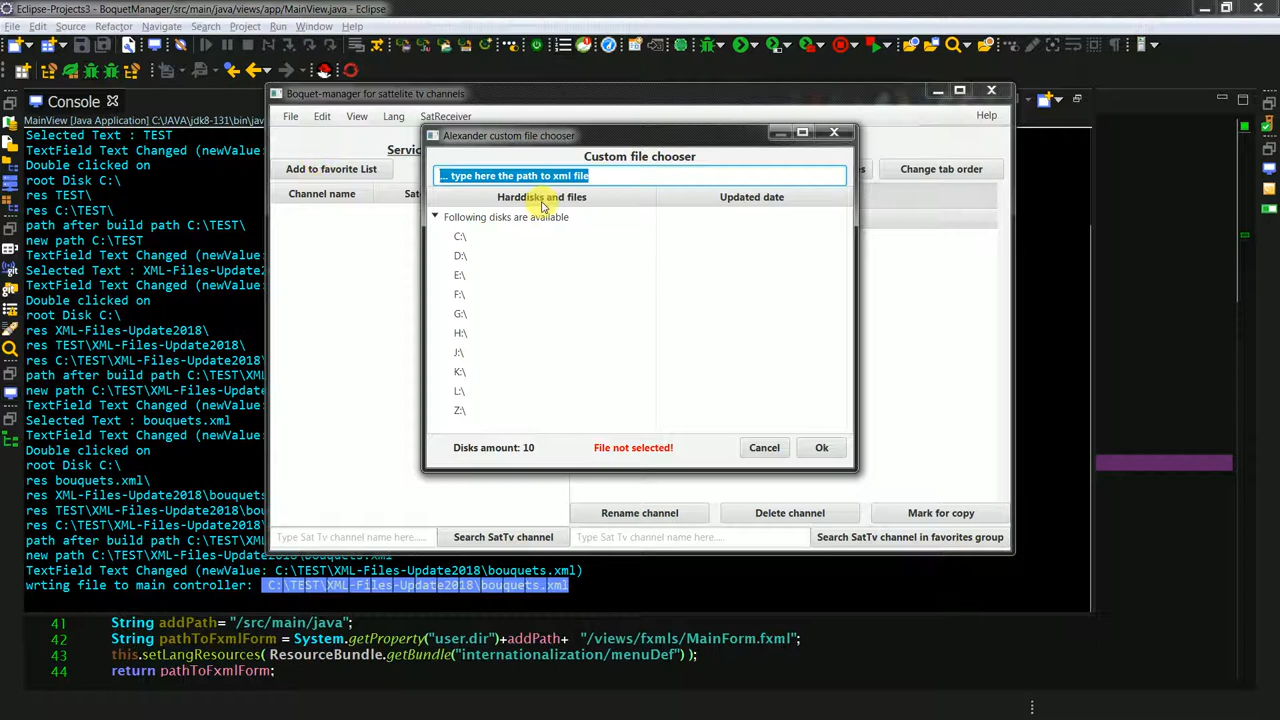 Eclipse-Projects3 - BoquetManager/src/main/java/views/app/MainView.java - Eclipse
File Edit Source Refactor Navigate Search Project Run Window Help
Console
MainView [Java Application] C:\JAVA\jdk8-131\bin\jav
Selected Text : TEST
TextField Text Changed (newValue:
Double clicked on
root Disk C:\
res TEST\
res C:\TEST\
path after build path C:\TEST\
new path C:\TEST
TextField Text Changed (newValue:
Selected Text : XML-Files-Update2
TextField Text Changed (newValue:
Double clicked on
root Disk C:\
res XML-Files-Update2018\
res TEST\XML-Files-Update2018\
res C:\TEST\XML-Files-Update2018\
path after build path C:\TEST\XML
new path C:\TEST\XML-Files-Update
TextField Text Changed (newValue:
Selected Text : bouquets.xml
TextField Text Changed (newValue:
Double clicked on
root Disk C:\
res bouquets.xml\
res XML-Files-Update2018\bouquets
res TEST\XML-Files-Update2018\bou
res C:\TEST\XML-Files-Update2018\
path after build path C:\TEST\XML
new path C:\TEST\XML-Files-Update2018\bouquets.xml
TextField Text Changed (newValue: C:\TEST\XML-Files-Update2018\bouquets.xml)
wrting file to main controller: C:\TEST\XML-Files-Update2018\bouquets.xml
Boquet-manager for sattelite tv channels
File Edit View Lang SatReceiver Help
Servic
Add to favorite List
es
Change tab order
Channel name
Sat
Alexander custom file chooser
Custom file chooser
... type here the path to xml file
Harddisks and files Updated date
Following disks are available
C:\
D:\
E:\
F:\
G:\
H:\
J:\
K:\
L:\
Z:\
Disks amount: 10 File not selected! Cancel Ok
Rename channel Delete channel Mark for copy
Type Sat Tv channel name here..... Search SatTv channel Type Sat Tv channel name here.... Search SatTv channel in favorites group
41 String addPath= "/src/main/java";
42 String pathToFxmlForm = System.getProperty("user.dir")+addPath+ "/views/fxmls/MainForm.fxml";
43 this.setLangResources( ResourceBundle.getBundle("internationalization/menuDef") );
44 return pathToFxmlForm;